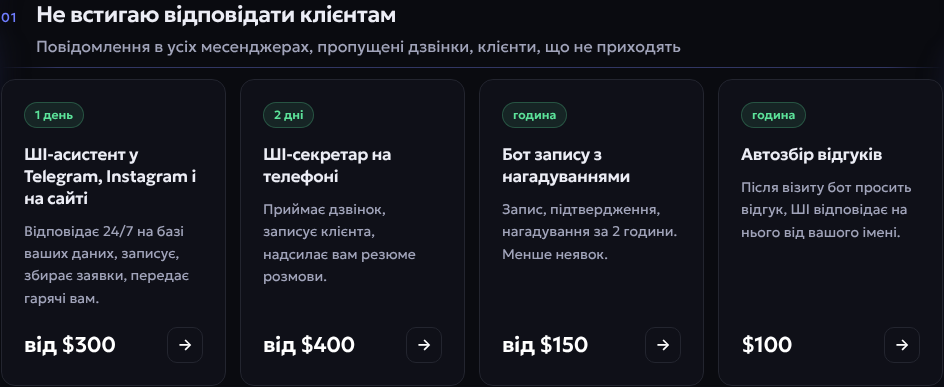 01
Не встигаю відповідати клієнтам
Повідомлення в усіх месенджерах, пропущені дзвінки, клієнти, що не приходять
1 день
ШІ-асистент у
Telegram, Instagram і
на сайті
Відповідає 24/7 на базі
ваших даних, записує,
збирає заявки, передає
гарячі вам.
від $300
→
2 дні
ШІ-секретар на
телефоні
Приймає дзвінок,
записує клієнта,
надсилає вам резюме
розмови.
від $400
→
година
Бот запису з
нагадуваннями
Запис, підтвердження,
нагадування за 2 години.
Менше неявок.
від $150
→
година
Автозбір відгуків
Після візиту бот просить
відгук, ШІ відповідає на
нього від вашого імені.
$100
→